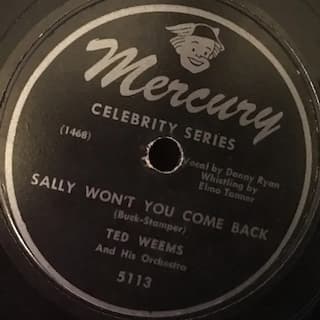 Mercury
CELEBRITY SERIES
(1468)
Vocal by Danny Ryan
Whistling by
Elmo Tanner
SALLY WON'T YOU COME BACK
(Buck-Stamper)
TED WEEMS
And His Orchestra
5113